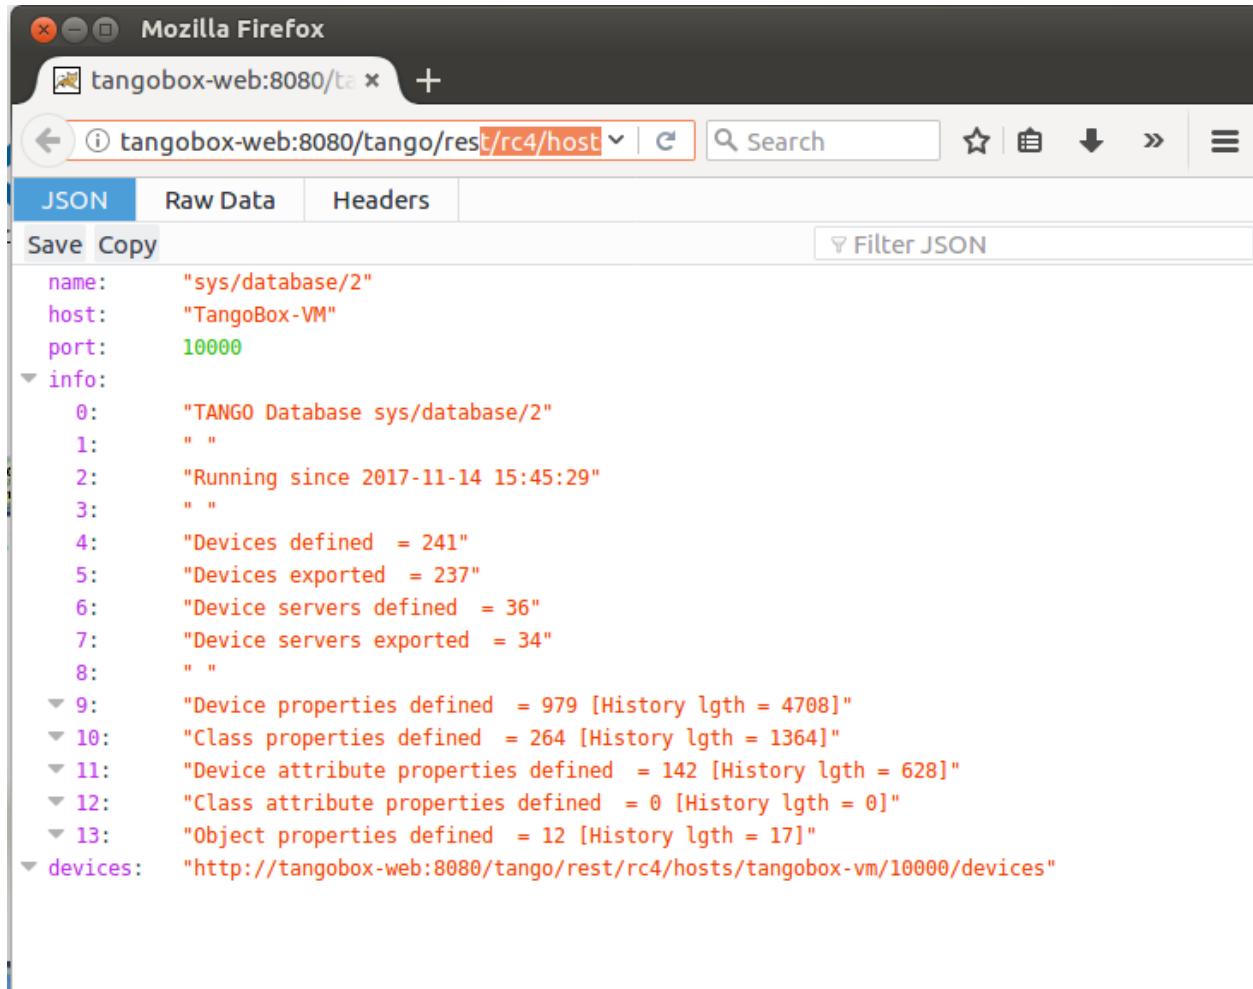 Mozilla Firefox
tangobox-web:8080/ta
tangobox-web:8080/tango/rest/rc4/host
Search
JSON Raw Data Headers
Save Copy
Filter JSON
name: "sys/database/2"
host: "TangoBox-VM"
port: 10000
info:
0: "TANGO Database sys/database/2"
1: " "
2: "Running since 2017-11-14 15:45:29"
3: " "
4: "Devices defined  = 241"
5: "Devices exported  = 237"
6: "Device servers defined  = 36"
7: "Device servers exported  = 34"
8: " "
9: "Device properties defined  = 979 [History lgth = 4708]"
10: "Class properties defined  = 264 [History lgth = 1364]"
11: "Device attribute properties defined  = 142 [History lgth = 628]"
12: "Class attribute properties defined  = 0 [History lgth = 0]"
13: "Object properties defined  = 12 [History lgth = 17]"
devices: "http://tangobox-web:8080/tango/rest/rc4/hosts/tangobox-vm/10000/devices"